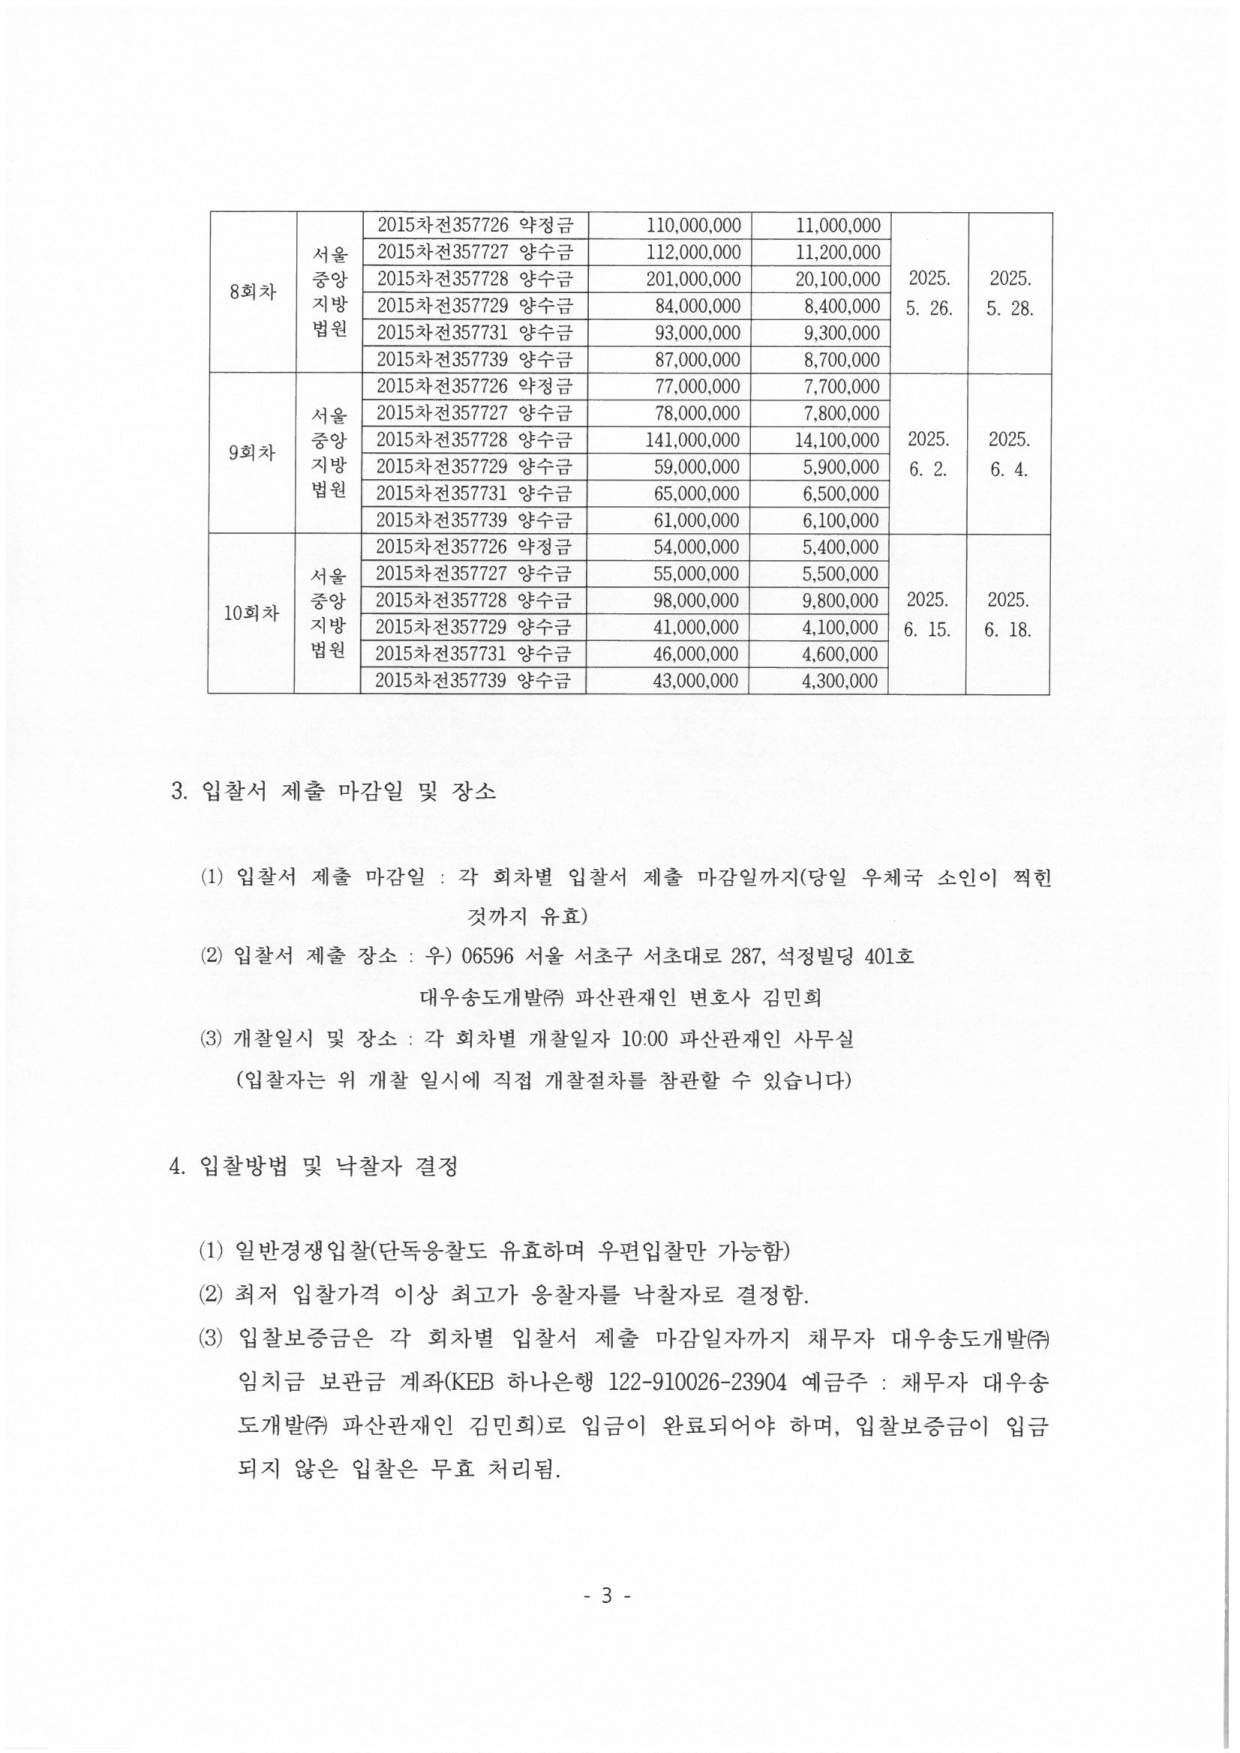 8회차 서울 중앙 지방 법원 2025. 5. 26. 2025. 5. 28.
2015차전357726 약정금 110,000,000 11,000,000
2015차전357727 양수금 112,000,000 11,200,000
2015차전357728 양수금 201,000,000 20,100,000
2015차전357729 양수금 84,000,000 8,400,000
2015차전357731 양수금 93,000,000 9,300,000
2015차전357739 양수금 87,000,000 8,700,000
9회차 서울 중앙 지방 법원 2025. 6. 2. 2025. 6. 4.
2015차전357726 약정금 77,000,000 7,700,000
2015차전357727 양수금 78,000,000 7,800,000
2015차전357728 양수금 141,000,000 14,100,000
2015차전357729 양수금 59,000,000 5,900,000
2015차전357731 양수금 65,000,000 6,500,000
2015차전357739 양수금 61,000,000 6,100,000
10회차 서울 중앙 지방 법원 2025. 6. 15. 2025. 6. 18.
2015차전357726 약정금 54,000,000 5,400,000
2015차전357727 양수금 55,000,000 5,500,000
2015차전357728 양수금 98,000,000 9,800,000
2015차전357729 양수금 41,000,000 4,100,000
2015차전357731 양수금 46,000,000 4,600,000
2015차전357739 양수금 43,000,000 4,300,000
3. 입찰서 제출 마감일 및 장소
⑴ 입찰서 제출 마감일 : 각 회차별 입찰서 제출 마감일까지(당일 우체국 소인이 찍힌
것까지 유효)
⑵ 입찰서 제출 장소 : 우) 06596 서울 서초구 서초대로 287, 석정빌딩 401호
대우송도개발㈜ 파산관재인 변호사 김민희
⑶ 개찰일시 및 장소 : 각 회차별 개찰일자 10:00 파산관재인 사무실
(입찰자는 위 개찰 일시에 직접 개찰절차를 참관할 수 있습니다)
4. 입찰방법 및 낙찰자 결정
⑴ 일반경쟁입찰(단독응찰도 유효하며 우편입찰만 가능함)
⑵ 최저 입찰가격 이상 최고가 응찰자를 낙찰자로 결정함.
⑶ 입찰보증금은 각 회차별 입찰서 제출 마감일자까지 채무자 대우송도개발㈜
임치금 보관금 계좌(KEB 하나은행 122-910026-23904 예금주 : 채무자 대우송
도개발㈜ 파산관재인 김민희)로 입금이 완료되어야 하며, 입찰보증금이 입금
되지 않은 입찰은 무효 처리됨.
- 3 -